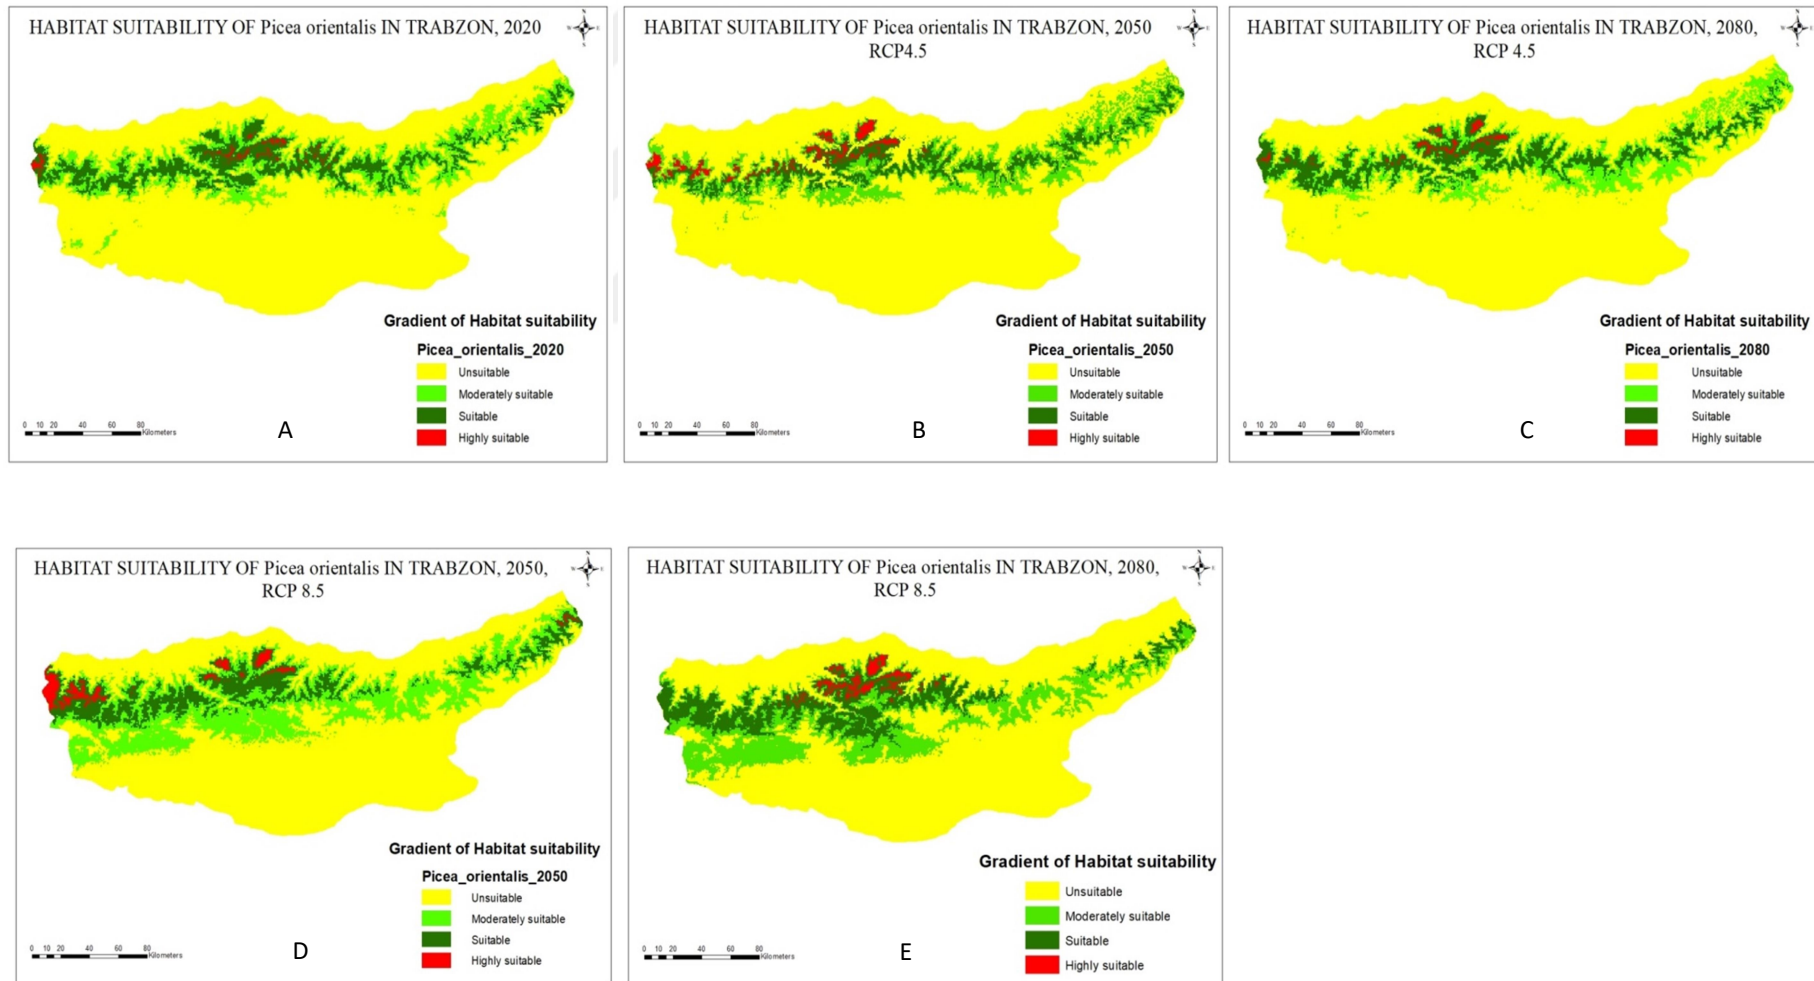 HABITAT SUITABILITY OF Picea orientalis IN TRABZON, 2020
N
W
E
S
Gradient of Habitat suitability
Picea_orientalis_2020
Unsuitable
Moderately suitable
Suitable
Highly suitable
0 10 20 40 60 80
Kilometers
A
HABITAT SUITABILITY OF Picea orientalis IN TRABZON, 2050
RCP4.5
N
W
E
S
Gradient of Habitat suitability
Picea_orientalis_2050
Unsuitable
Moderately suitable
Suitable
Highly suitable
0 10 20 40 60 80
Kilometers
B
HABITAT SUITABILITY OF Picea orientalis IN TRABZON, 2080,
RCP 4.5
N
W
E
S
Gradient of Habitat suitability
Picea_orientalis_2080
Unsuitable
Moderately suitable
Suitable
Highly suitable
0 10 20 40 60 80
Kilometers
C
HABITAT SUITABILITY OF Picea orientalis IN TRABZON, 2050,
RCP 8.5
N
W
E
S
Gradient of Habitat suitability
Picea_orientalis_2050
Unsuitable
Moderately suitable
Suitable
Highly suitable
0 10 20 40 60 80
Kilometers
D
HABITAT SUITABILITY OF Picea orientalis IN TRABZON, 2080,
RCP 8.5
N
W
E
S
Gradient of Habitat suitability
Unsuitable
Moderately suitable
Suitable
Highly suitable
0 10 20 40 60 80
Kilometers
E